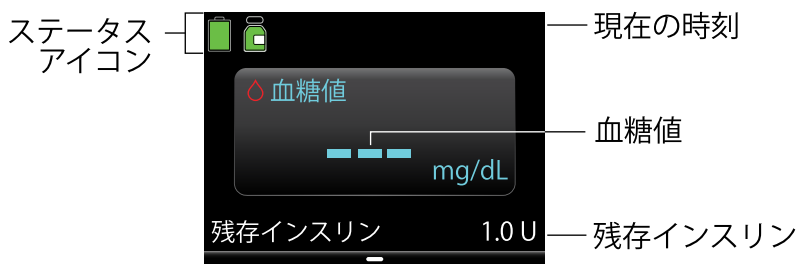 ステータス
アイコン
現在の時刻
血糖値
血糖値
--- 
mg/dL
残存インスリン 1.0 U
残存インスリン